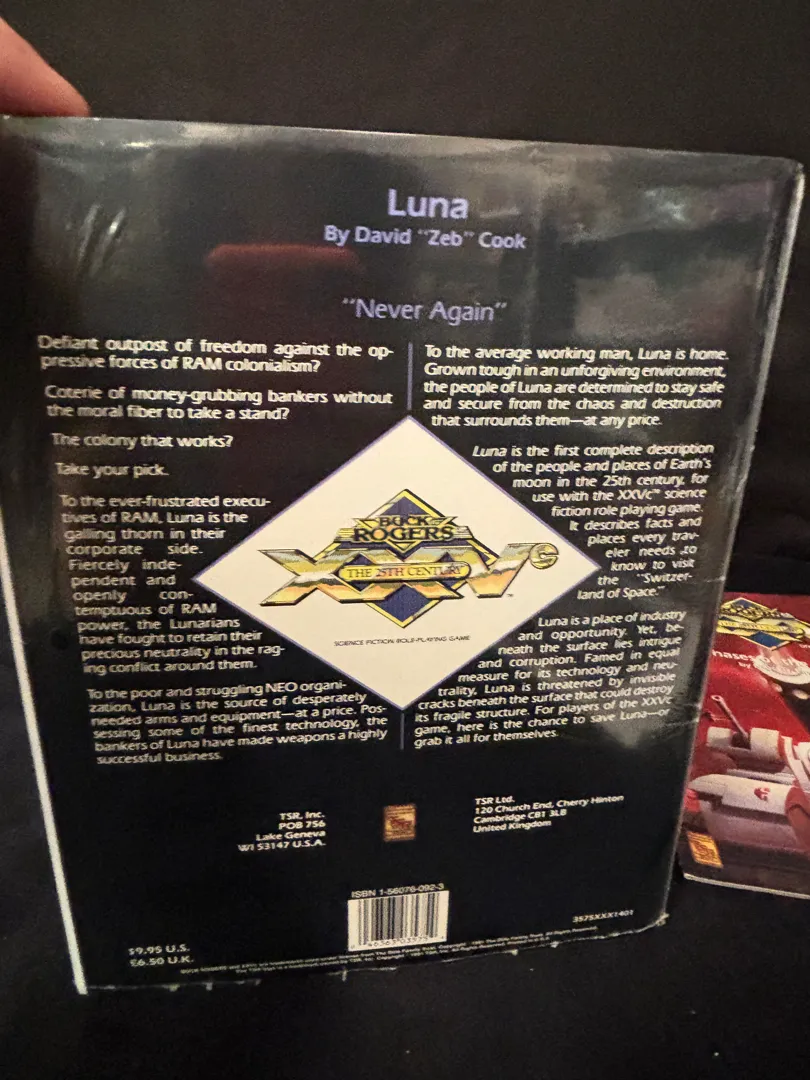 Luna
By David "Zeb" Cook
"Never Again"
Defiant outpost of freedom against the op-
pressive forces of RAM colonialism?
Coterie of money-grubbing bankers without
the moral fiber to take a stand?
The colony that works?
Take your pick.
To the ever-frustrated execu-
tives of RAM, Luna is the
galling thorn in their
corporate side.
Fiercely inde-
pendent and
openly con-
temptuous of RAM
power, the Lunarians
have fought to retain their
precious neutrality in the rag-
ing conflict around them.
To the poor and struggling NEO organi-
zation, Luna is the source of desperately
needed arms and equipment—at a price. Pos-
sessing some of the finest technology, the
bankers of Luna have made weapons a highly
successful business.
To the average working man, Luna is home.
Grown tough in an unforgiving environment,
the people of Luna are determined to stay safe
and secure from the chaos and destruction
that surrounds them—at any price.
Luna is the first complete description
of the people and places of Earth's
moon in the 25th century, for
use with the XXVc™ science
fiction role playing game.
It describes facts and
places every trav-
eler needs to
know to visit
the "Switzer-
land of Space."
Luna is a place of industry
and opportunity. Yet, be-
neath the surface lies intrigue
and corruption. Famed in equal
measure for its technology and neu-
trality, Luna is threatened by invisible
cracks beneath the surface that could destroy
its fragile structure. For players of the XXVc
game, here is the chance to save Luna—or
grab it all for themselves.
BUCK
ROGERS
XXVc
THE 25TH CENTURY
™
SCIENCE FICTION ROLE-PLAYING GAME
TSR, Inc.
POB 756
Lake Geneva
WI 53147 U.S.A.
TSR Ltd.
120 Church End, Cherry Hinton
Cambridge CB1 3LB
United Kingdom
ISBN 1-56076-092-3
3575XXX1401
$9.95 U.S.
£6.50 U.K.